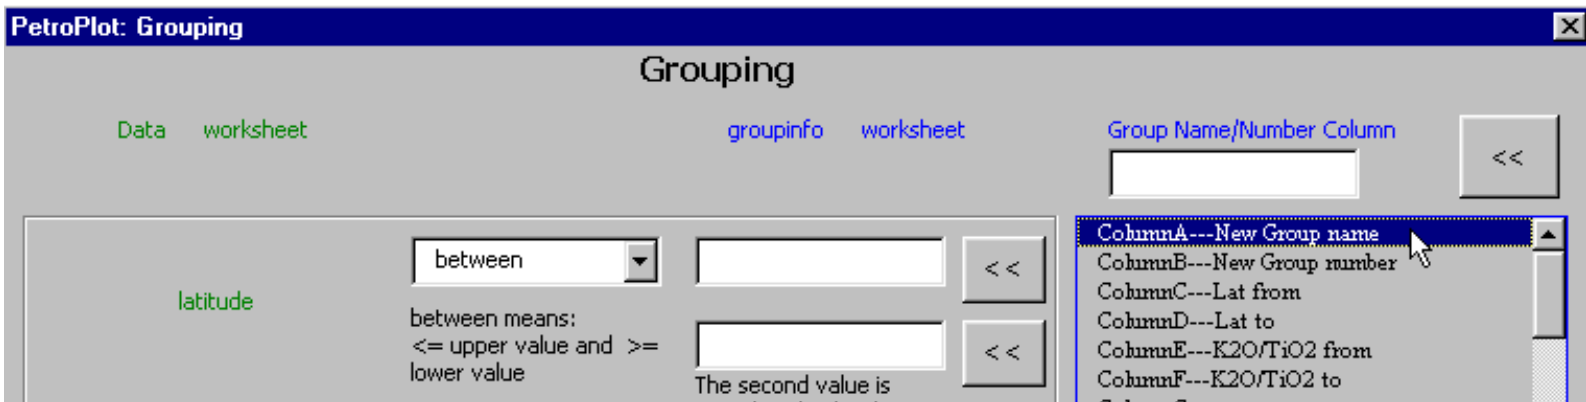 PetroPlot: Grouping
Grouping
Data worksheet
groupinfo worksheet
Group Name/Number Column
<<
latitude
between
<<
between means:
<= upper value and >=
lower value
<<
The second value is
ColumnA---New Group name
ColumnB---New Group number
ColumnC---Lat from
ColumnD---Lat to
ColumnE---K2O/TiO2 from
ColumnF---K2O/TiO2 to